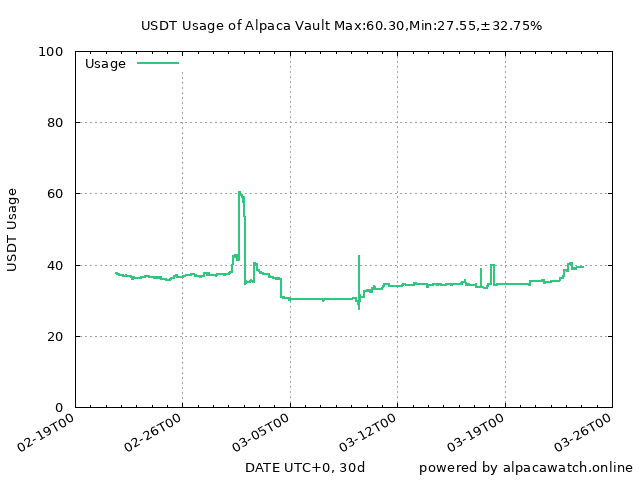 USDT Usage of Alpaca Vault Max:60.30,Min:27.55,±32.75%
Usage
100
80
60
40
20
0
USDT Usage
02-19T00
02-26T00
03-05T00
03-12T00
03-19T00
03-26T00
DATE UTC+0, 30d
powered by alpacawatch.online